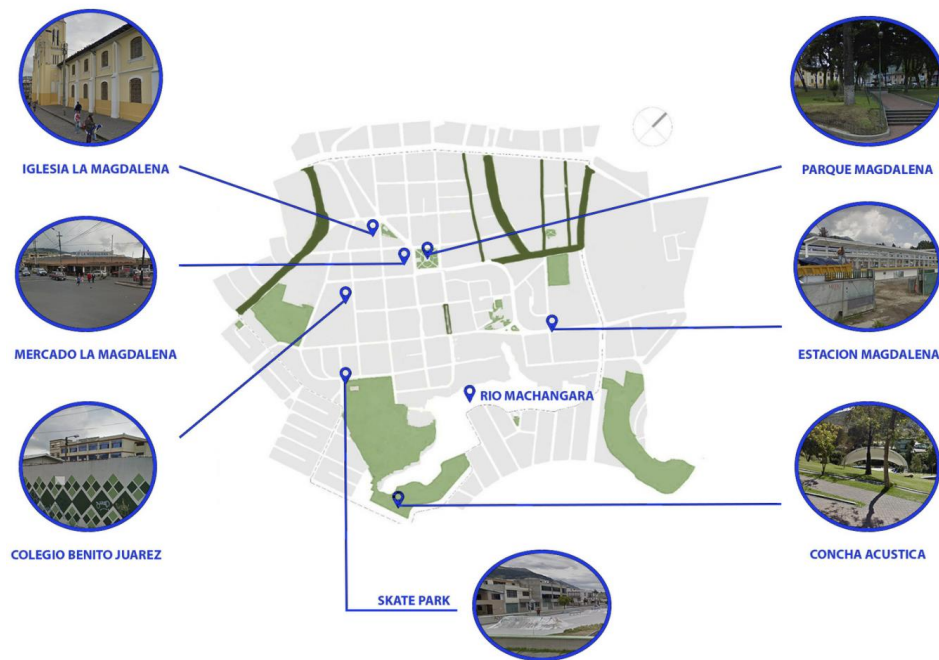 IGLESIA LA MAGDALENA
PARQUE MAGDALENA
MERCADO LA MAGDALENA
ESTACION MAGDALENA
RIO MACHANGARA
COLEGIO BENITO JUAREZ
CONCHA ACUSTICA
SKATE PARK